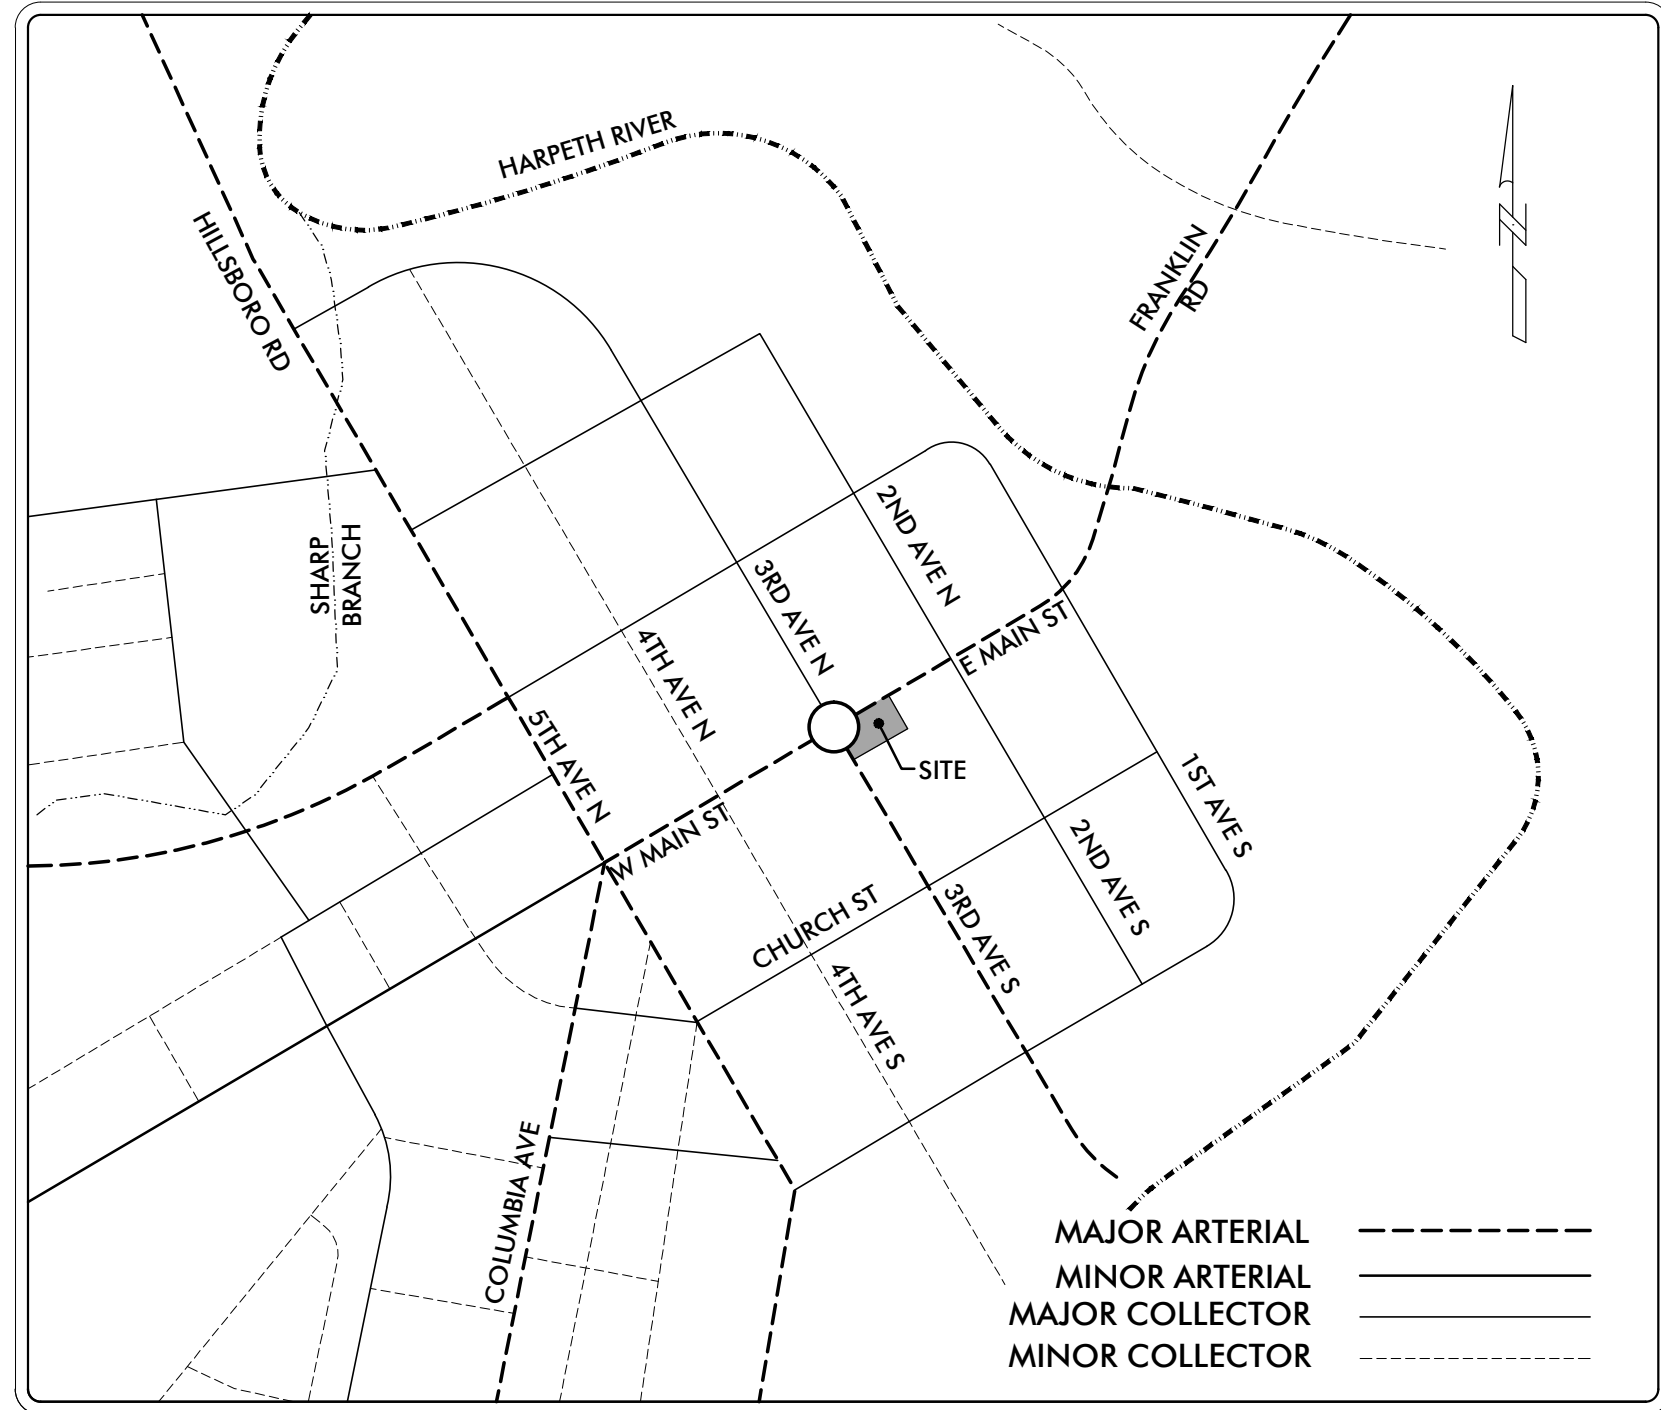 HARPETH RIVER
HILLSBORO RD
FRANKLIN
RD
SHARP
BRANCH
2ND AVE N
3RD AVE N
4TH AVE N
5TH AVE N
E MAIN ST
SITE
W MAIN ST
1ST AVE S
2ND AVE S
CHURCH ST
3RD AVE S
4TH AVE S
COLUMBIA AVE
MAJOR ARTERIAL
MINOR ARTERIAL
MAJOR COLLECTOR
MINOR COLLECTOR
N